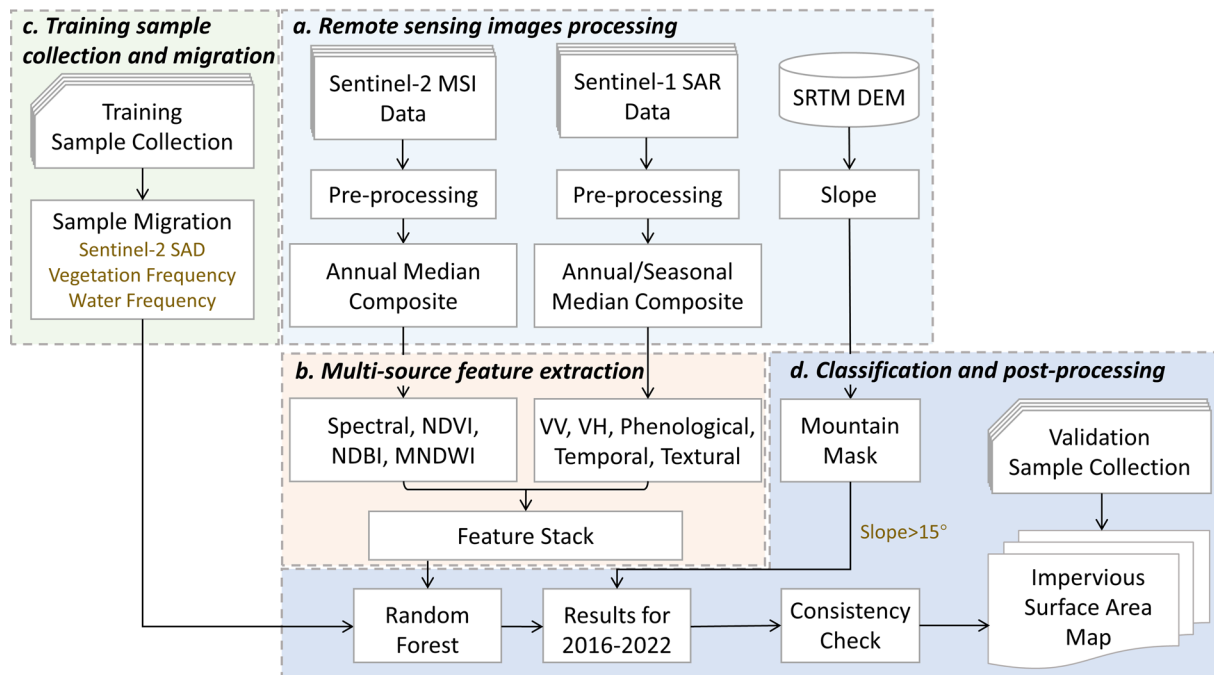 c. Training sample
collection and migration
Training
Sample Collection
Sample Migration
Sentinel-2 SAD
Vegetation Frequency
Water Frequency
a. Remote sensing images processing
Sentinel-2 MSI
Data
Pre-processing
Annual Median
Composite
Sentinel-1 SAR
Data
Pre-processing
Annual/Seasonal
Median Composite
SRTM DEM
Slope
b. Multi-source feature extraction
Spectral, NDVI,
NDBI, MNDWI
VV, VH, Phenological,
Temporal, Textural
Feature Stack
d. Classification and post-processing
Mountain
Mask
Slope>15°
Validation
Sample Collection
Random
Forest
Results for
2016-2022
Consistency
Check
Impervious
Surface Area
Map